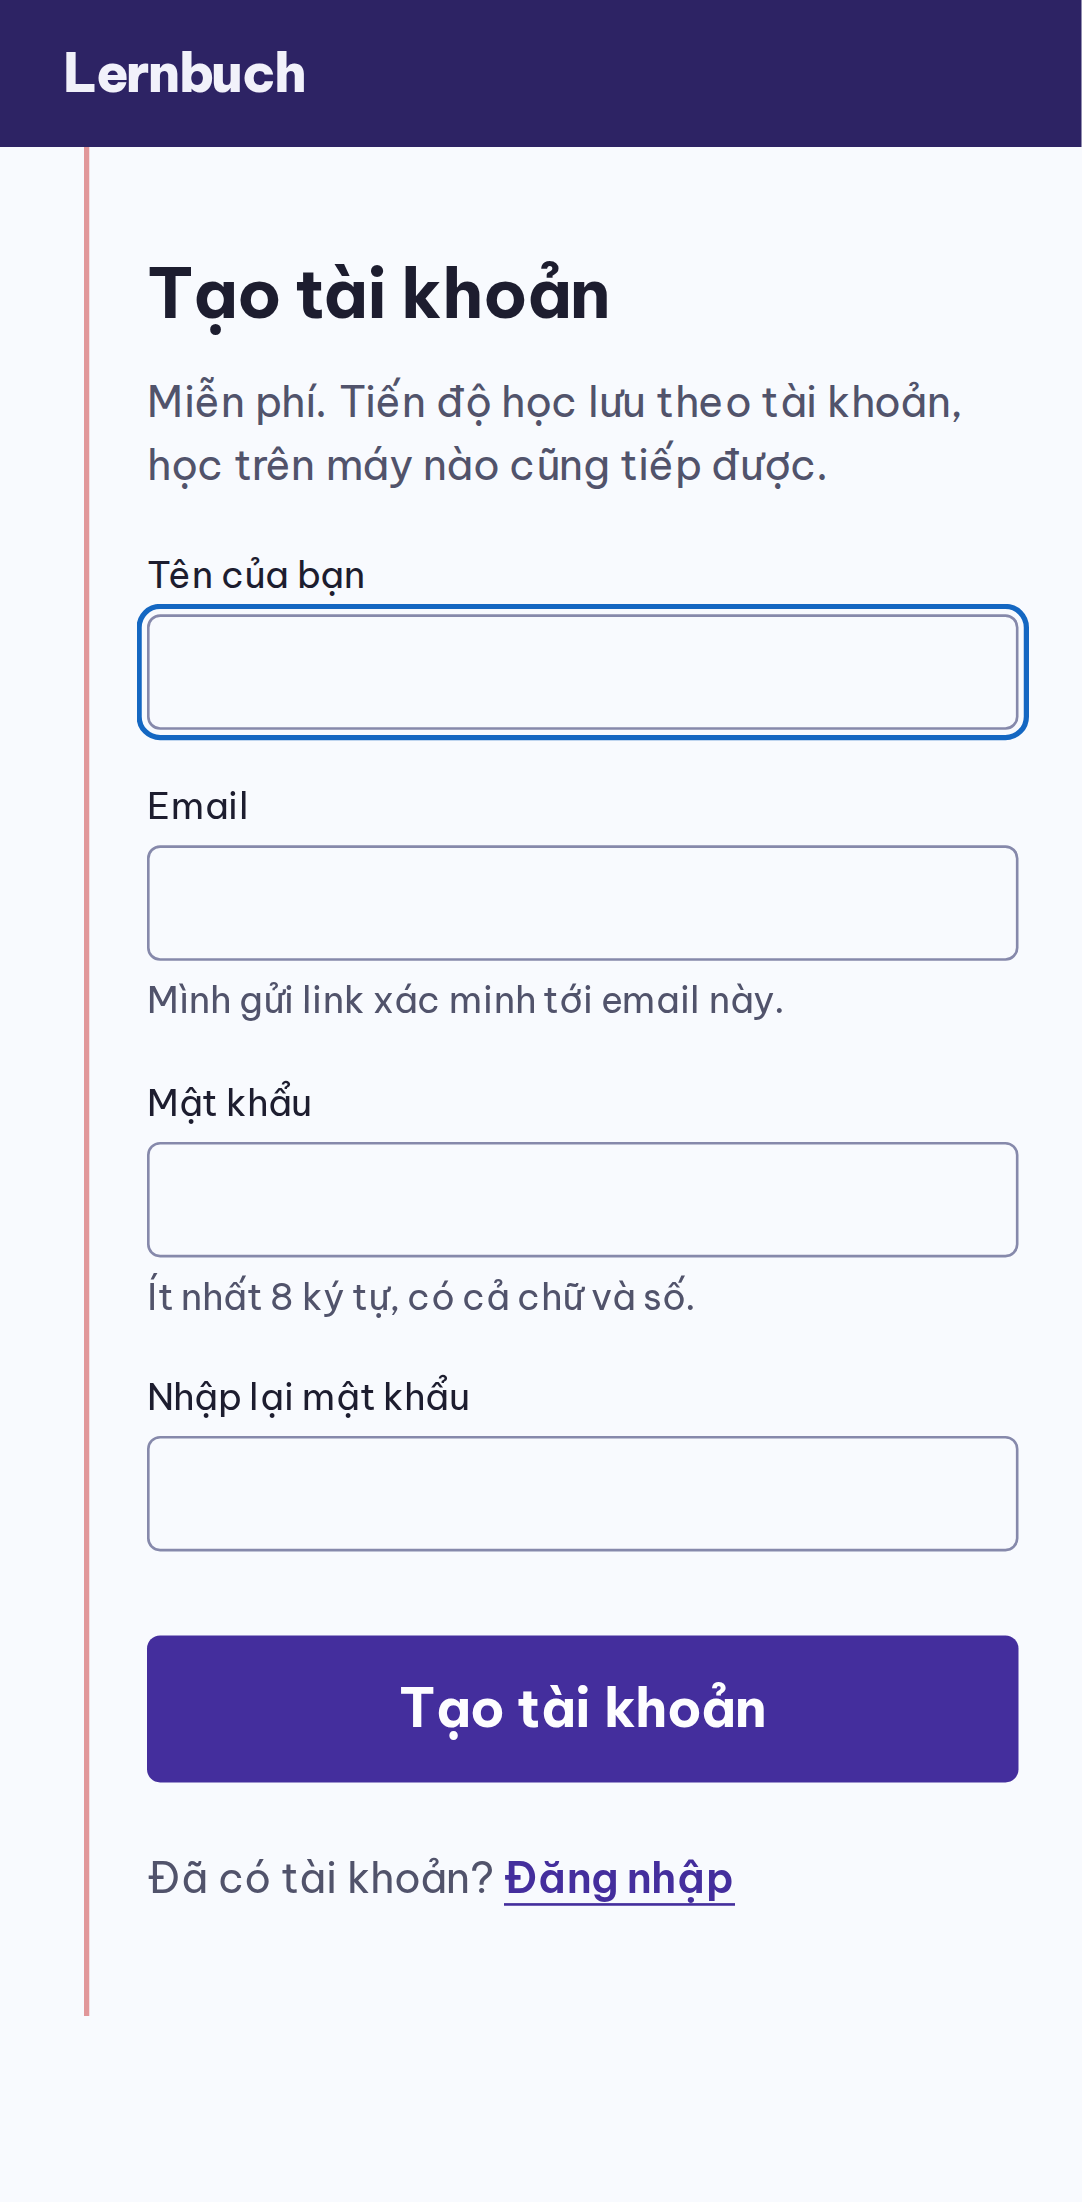 Lernbuch
Tạo tài khoản
Miễn phí. Tiến độ học lưu theo tài khoản,
học trên máy nào cũng tiếp được.
Tên của bạn
Email
Mình gửi link xác minh tới email này.
Mật khẩu
Ít nhất 8 ký tự, có cả chữ và số.
Nhập lại mật khẩu
Tạo tài khoản
Đã có tài khoản? Đăng nhập